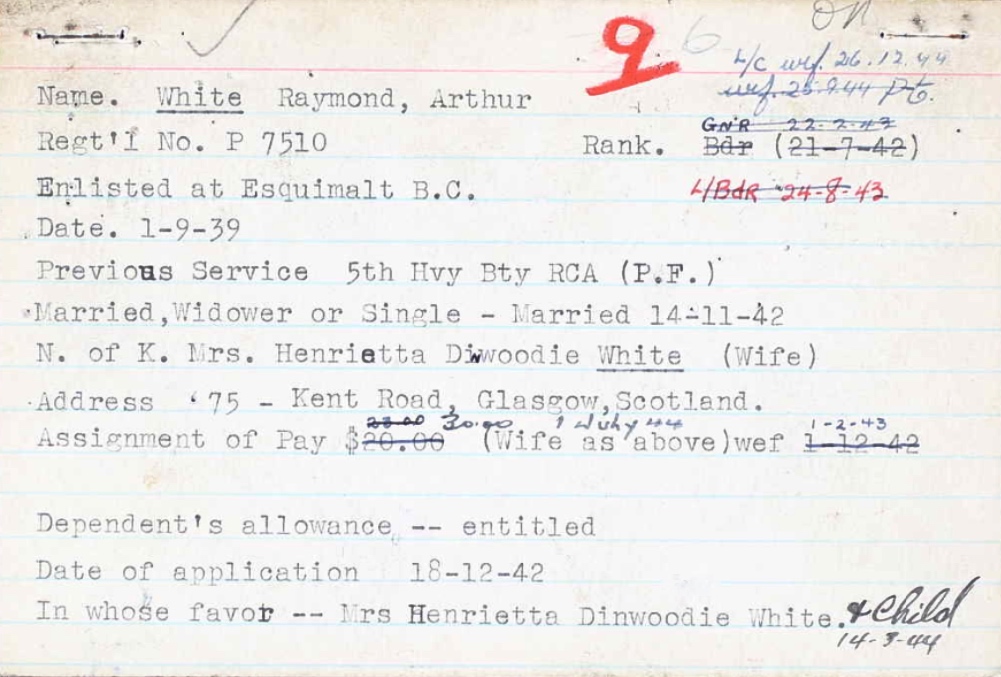 OR
9 6
L/C wef. 26.12.44
wef. 25.9.44 Pt.
Name. White Raymond, Arthur
GNR 22-2-43
Regt'l No. P 7510 Rank. Bdr (21-7-42)
Enlisted at Esquimalt B.C. L/BdR 24-8-43
Date. 1-9-39
Previous Service 5th Hvy Bty RCA (P.F.)
Married,Widower or Single - Married 14-11-42
N. of K. Mrs. Henrietta Dinwoodie White (Wife)
Address 75 - Kent Road, Glasgow,Scotland.
23.00 30.00 1 July 44 1-2-43
Assignment of Pay $20.00 (Wife as above)wef 1-12-42
Dependent's allowance -- entitled
Date of application 18-12-42
In whose favor -- Mrs Henrietta Dinwoodie White. & Child
14-3-44